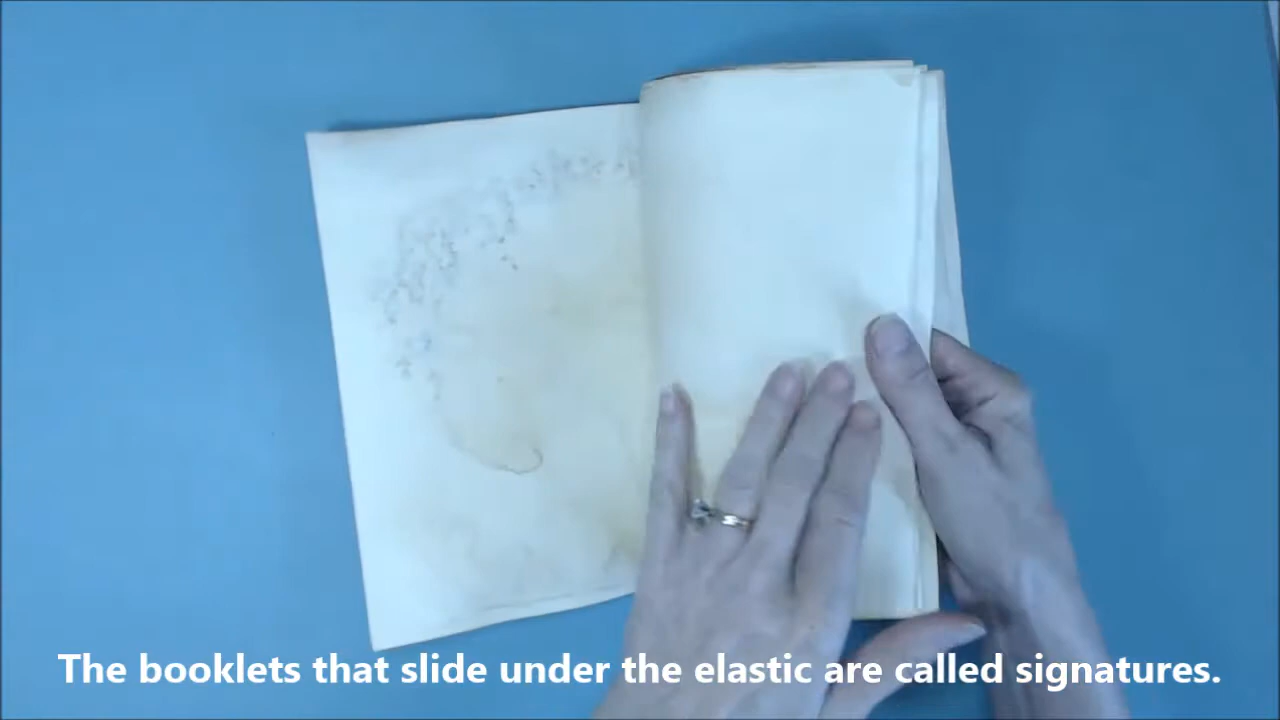 The booklets that slide under the elastic are called signatures.